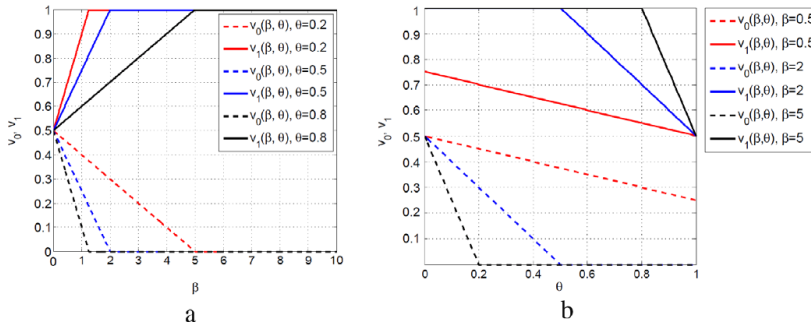 1
0.9
0.8
0.7
0.6
0.5
0.4
0.3
0.2
0.1
0
v0, v1
0 1 2 3 4 5 6 7 8 9 10
β
v0(β,θ), θ=0.2
v1(β,θ), θ=0.2
v0(β,θ), θ=0.5
v1(β,θ), θ=0.5
v0(β,θ), θ=0.8
v1(β,θ), θ=0.8
a
1
0.9
0.8
0.7
0.6
0.5
0.4
0.3
0.2
0.1
v0, v1
0 0.2 0.4 0.6 0.8 1
θ
v0(β,θ), β=0.5
v1(β,θ), β=0.5
v0(β,θ), β=2
v1(β,θ), β=2
v0(β,θ), β=5
v1(β,θ), β=5
b